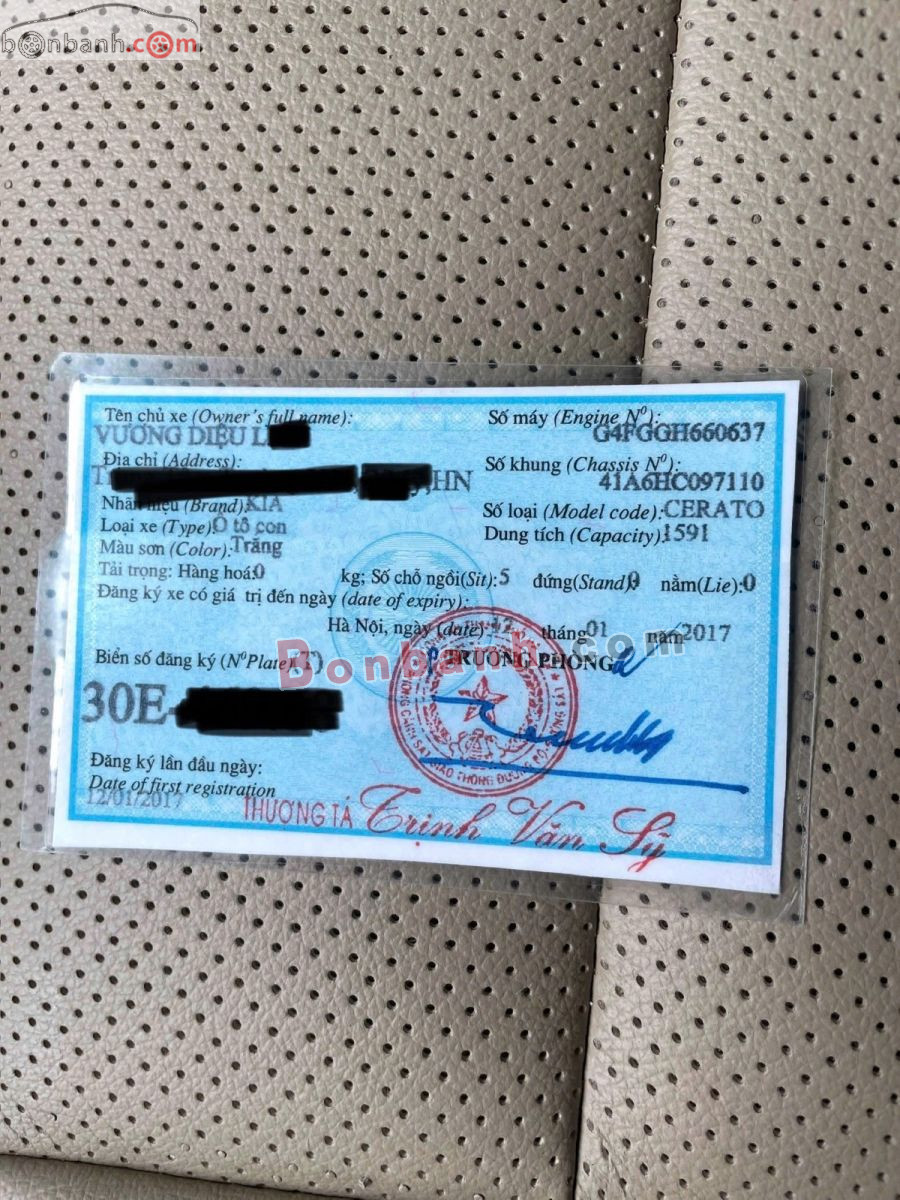 bonbanh.com
Tên chủ xe (Owner's full name): Số máy (Engine Nº):
VƯƠNG DIỆU L G4FGGH660637
Địa chỉ (Address): Số khung (Chassis Nº):
T ,HN 41A6HC097110
Nhãn hiệu (Brand): KIA Số loại (Model code): CERATO
Loại xe (Type): Ô tô con Dung tích (Capacity): 1591
Màu sơn (Color): Trắng
Tải trọng: Hàng hoá: 0 kg; Số chỗ ngồi(Sit): 5 đứng(Stand): 0 nằm(Lie): 0
Đăng ký xe có giá trị đến ngày (date of expiry):
Hà Nội, ngày (date) 12 tháng 01 năm 2017
Bonbanh.com
Biển số đăng ký (Nº Plate) (T) TRƯỞNG PHÒNG
30E-
Đăng ký lần đầu ngày:
Date of first registration
12/01/2017
THƯỢNG TÁ Trịnh Văn Sỹ